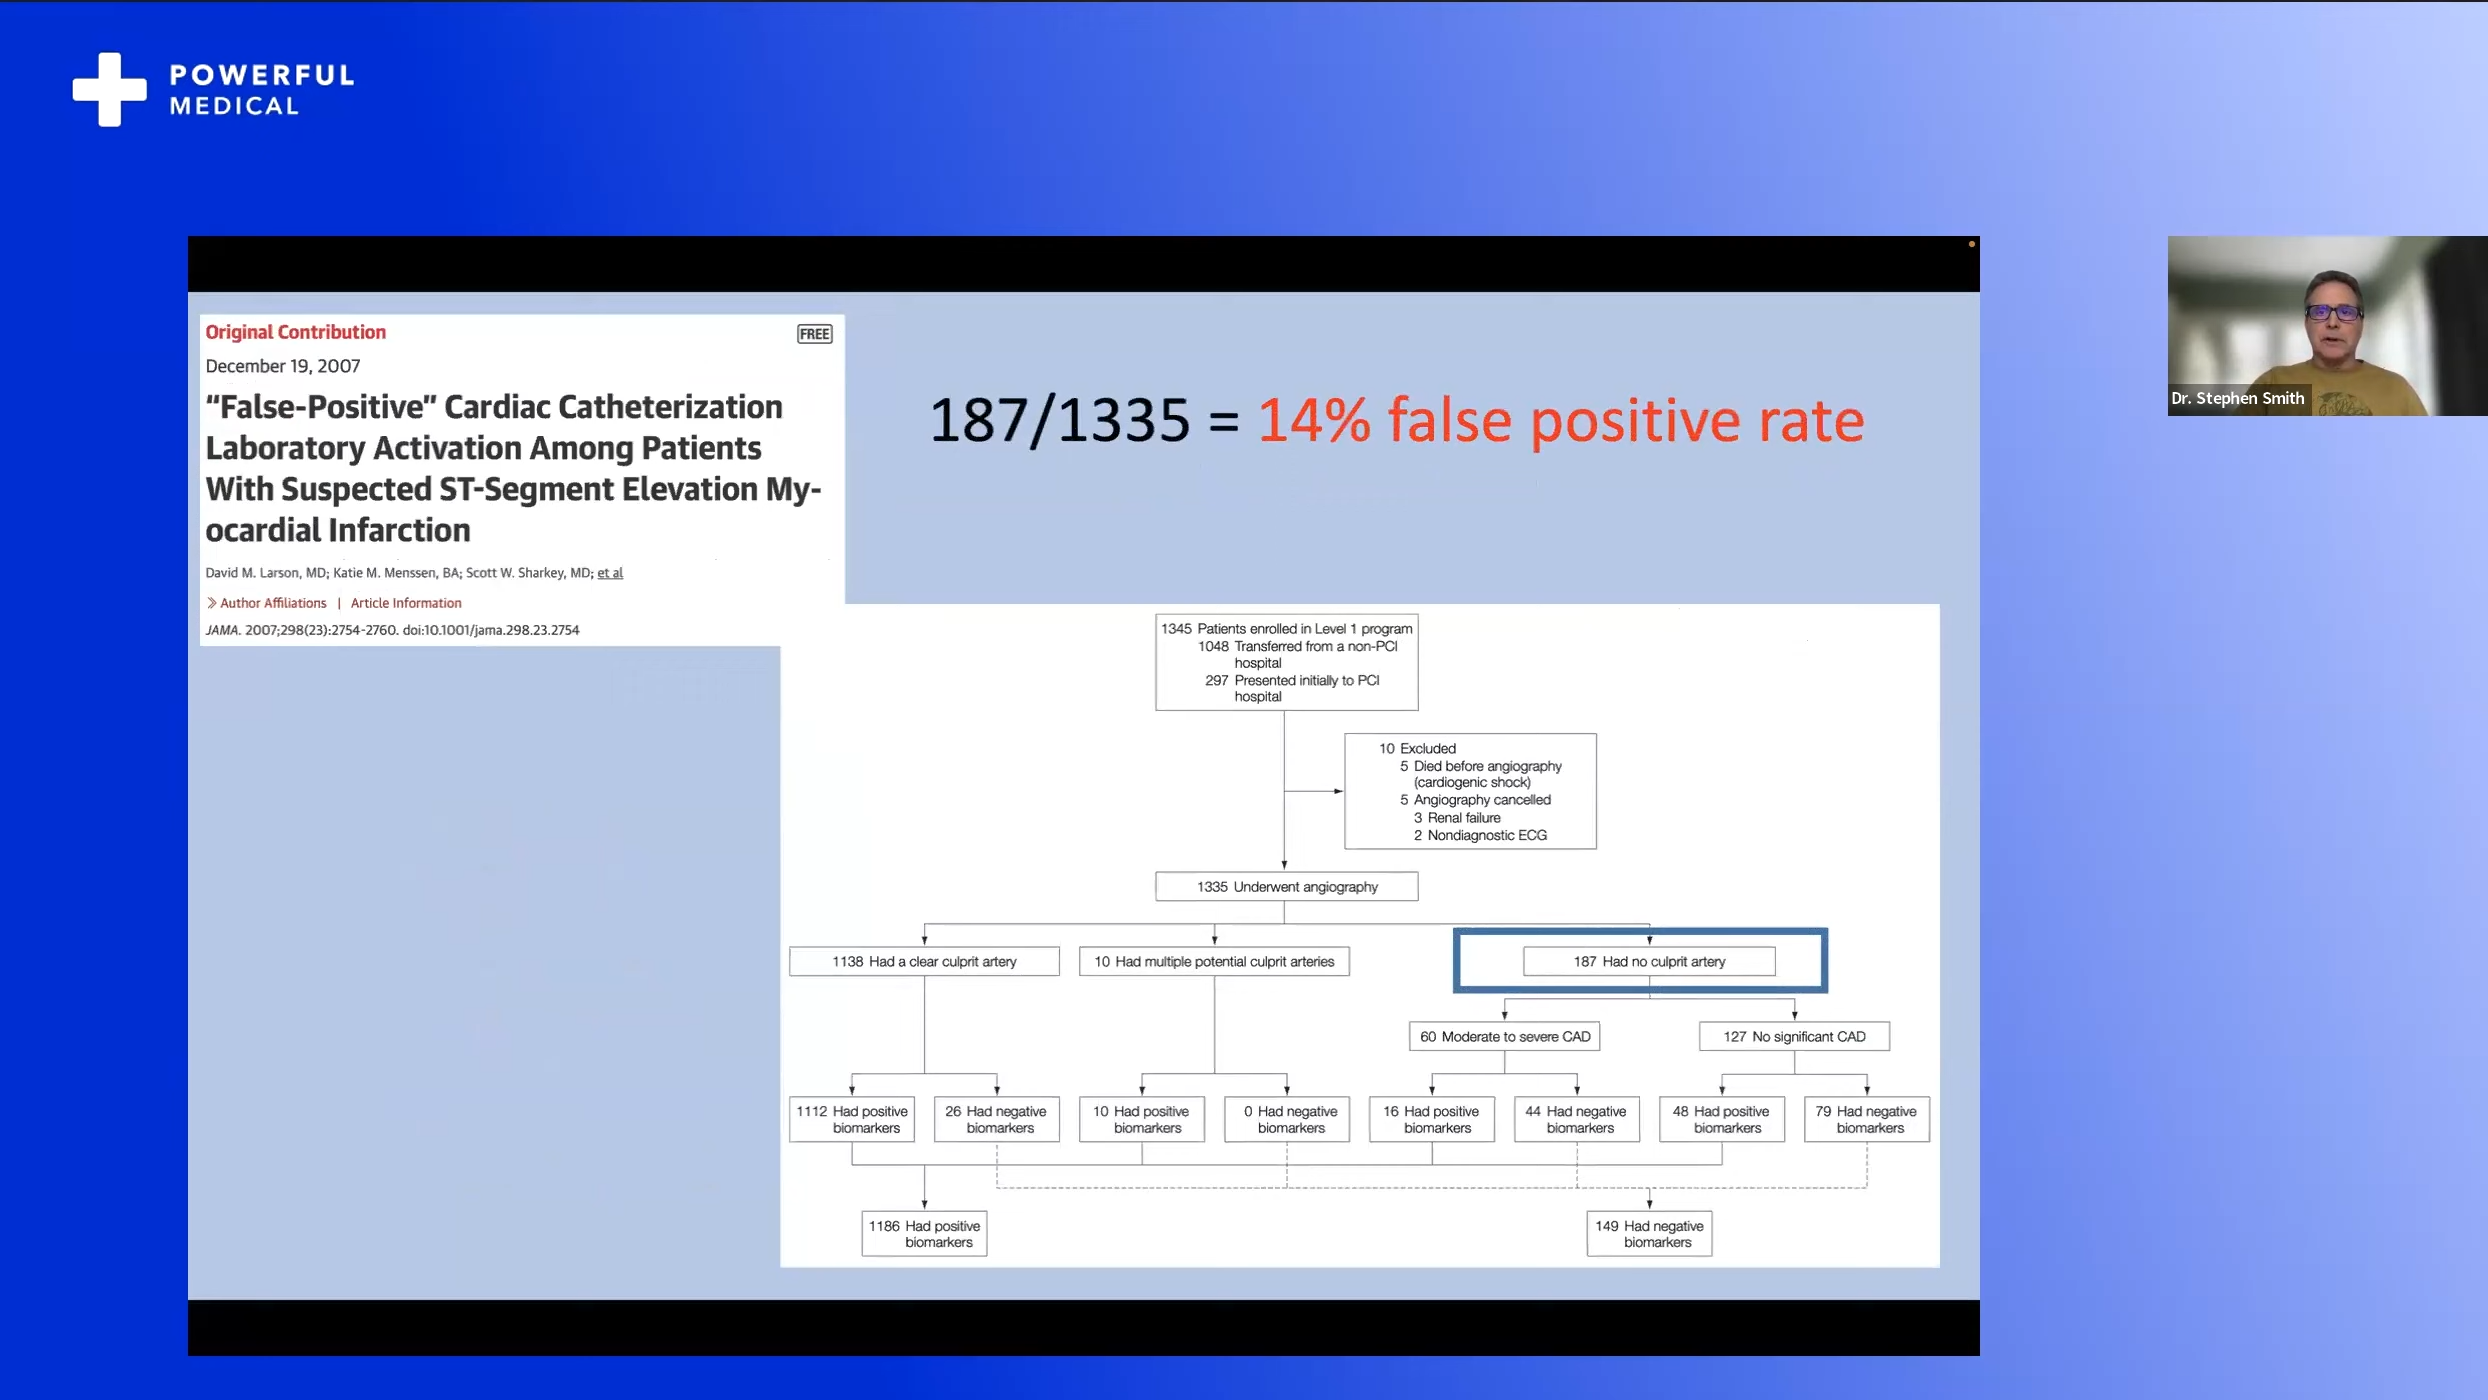 POWERFUL
MEDICAL
Original Contribution
FREE
December 19, 2007
“False-Positive” Cardiac Catheterization
Laboratory Activation Among Patients
With Suspected ST-Segment Elevation My-
ocardial Infarction
David M. Larson, MD; Katie M. Menssen, BA; Scott W. Sharkey, MD; et al
Author Affiliations | Article Information
JAMA. 2007;298(23):2754-2760. doi:10.1001/jama.298.23.2754
187/1335 = 14% false positive rate
Dr. Stephen Smith
1345 Patients enrolled in Level 1 program
1048 Transferred from a non-PCI
hospital
297 Presented initially to PCI
hospital
10 Excluded
5 Died before angiography
(cardiogenic shock)
5 Angiography cancelled
3 Renal failure
2 Nondiagnostic ECG
1335 Underwent angiography
1138 Had a clear culprit artery
10 Had multiple potential culprit arteries
187 Had no culprit artery
60 Moderate to severe CAD
127 No significant CAD
1112 Had positive
biomarkers
26 Had negative
biomarkers
10 Had positive
biomarkers
0 Had negative
biomarkers
16 Had positive
biomarkers
44 Had negative
biomarkers
48 Had positive
biomarkers
79 Had negative
biomarkers
1186 Had positive
biomarkers
149 Had negative
biomarkers